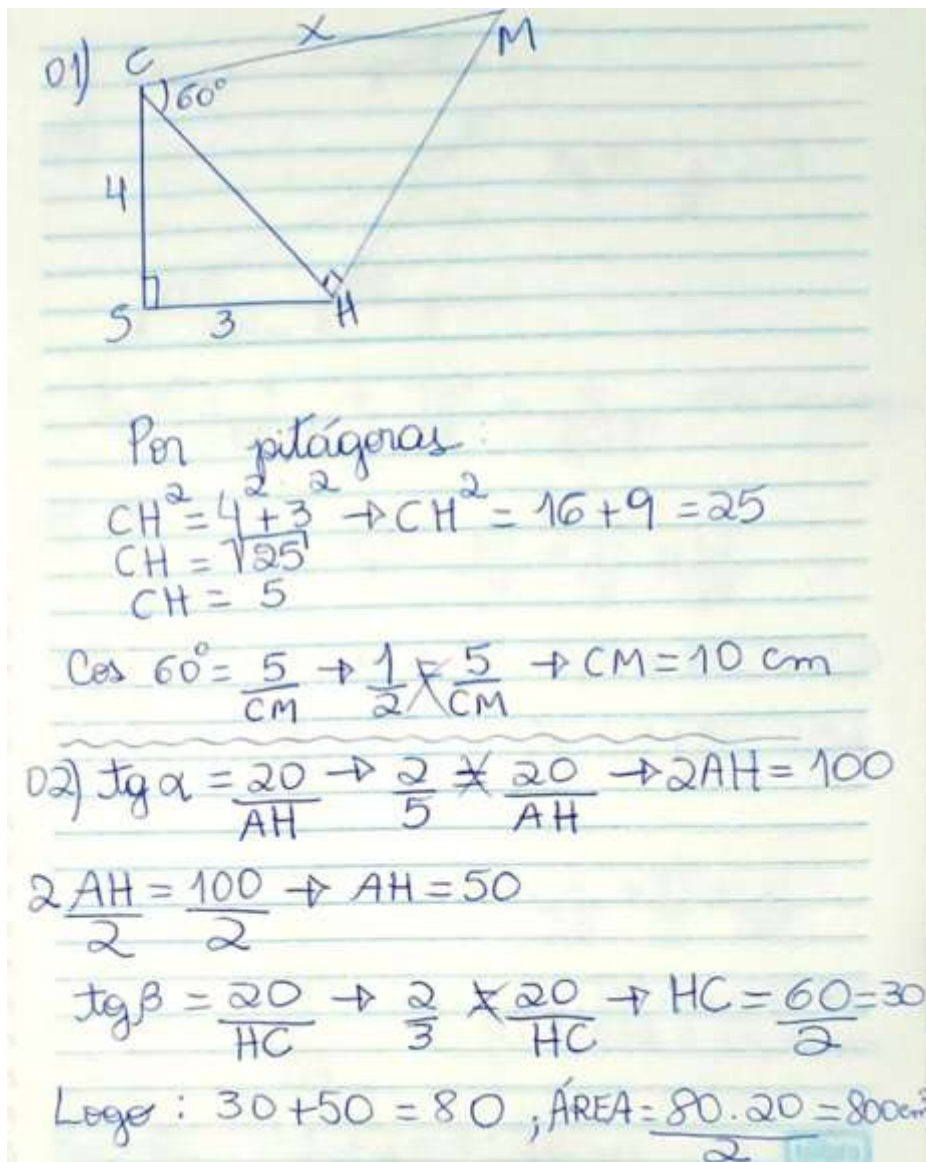 01) C x M
60°
4
S 3 H
Por pitágoras:
CH² = 4² + 3² → CH² = 16 + 9 = 25
CH = √25
CH = 5
Cos 60° = 5/CM → 1/2 = 5/CM → CM = 10 cm
02) tg α = 20/AH → 2/5 = 20/AH → 2AH = 100
2AH/2 = 100/2 → AH = 50
tg β = 20/HC → 2/3 = 20/HC → HC = 60/2 = 30
Logo : 30 + 50 = 80 ; ÁREA = 80 . 20/2 =